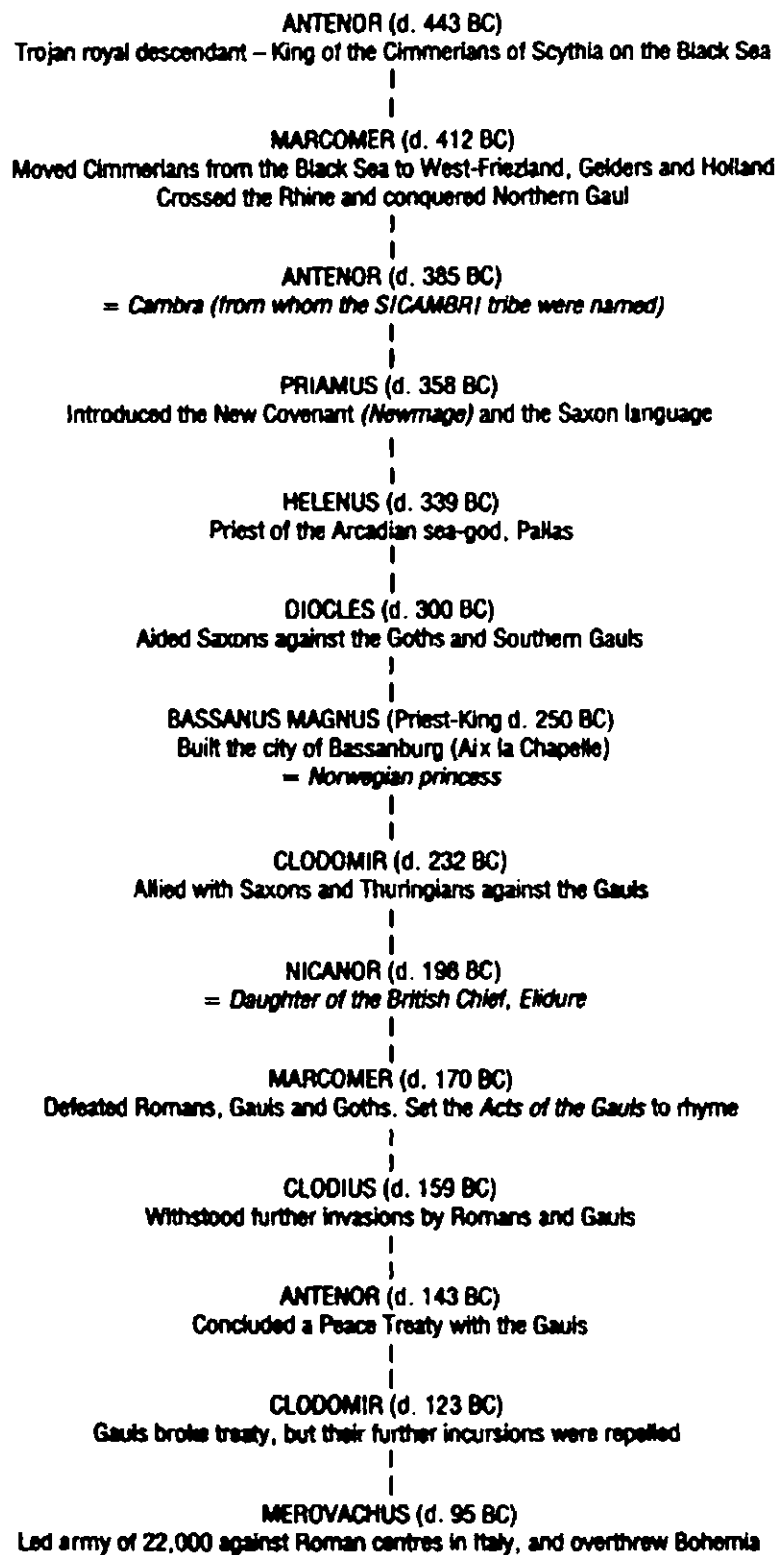 ANTENOR (d. 443 BC)
Trojan royal descendant – King of the Cimmerians of Scythia on the Black Sea
MARCOMER (d. 412 BC)
Moved Cimmerians from the Black Sea to West-Friezland, Gelders and Holland
Crossed the Rhine and conquered Northern Gaul
ANTENOR (d. 385 BC)
= Cambra (from whom the SICAMBRI tribe were named)
PRIAMUS (d. 358 BC)
Introduced the New Covenant (Newmage) and the Saxon language
HELENUS (d. 339 BC)
Priest of the Arcadian sea-god, Pallas
DIOCLES (d. 300 BC)
Aided Saxons against the Goths and Southern Gauls
BASSANUS MAGNUS (Priest-King d. 250 BC)
Built the city of Bassanburg (Aix la Chapelle)
= Norwegian princess
CLODOMIR (d. 232 BC)
Allied with Saxons and Thuringians against the Gauls
NICANOR (d. 198 BC)
= Daughter of the British Chief, Elidure
MARCOMER (d. 170 BC)
Defeated Romans, Gauls and Goths. Set the Acts of the Gauls to rhyme
CLODIUS (d. 159 BC)
Withstood further invasions by Romans and Gauls
ANTENOR (d. 143 BC)
Concluded a Peace Treaty with the Gauls
CLODOMIR (d. 123 BC)
Gauls broke treaty, but their further incursions were repelled
MEROVACHUS (d. 95 BC)
Led army of 22,000 against Roman centres in Italy, and overthrew Bohemia